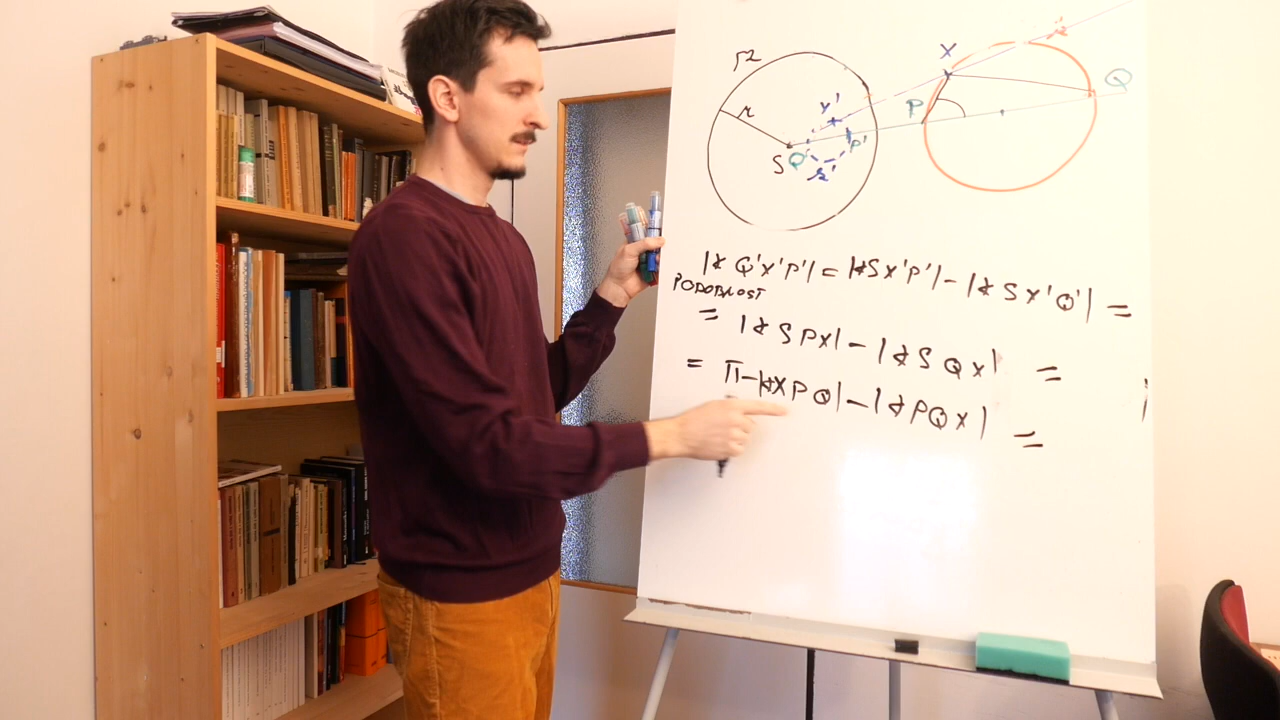 Ω
r
S
X'
Q'
P'
k'
X
P
Q
k
|∢Q'X'P'| = |∢SX'P'| - |∢SX'Q'| =
PODOBNOST
= |∢SPX| - |∢SQX| =
= π - |∢XPQ| - |∢PQX| =